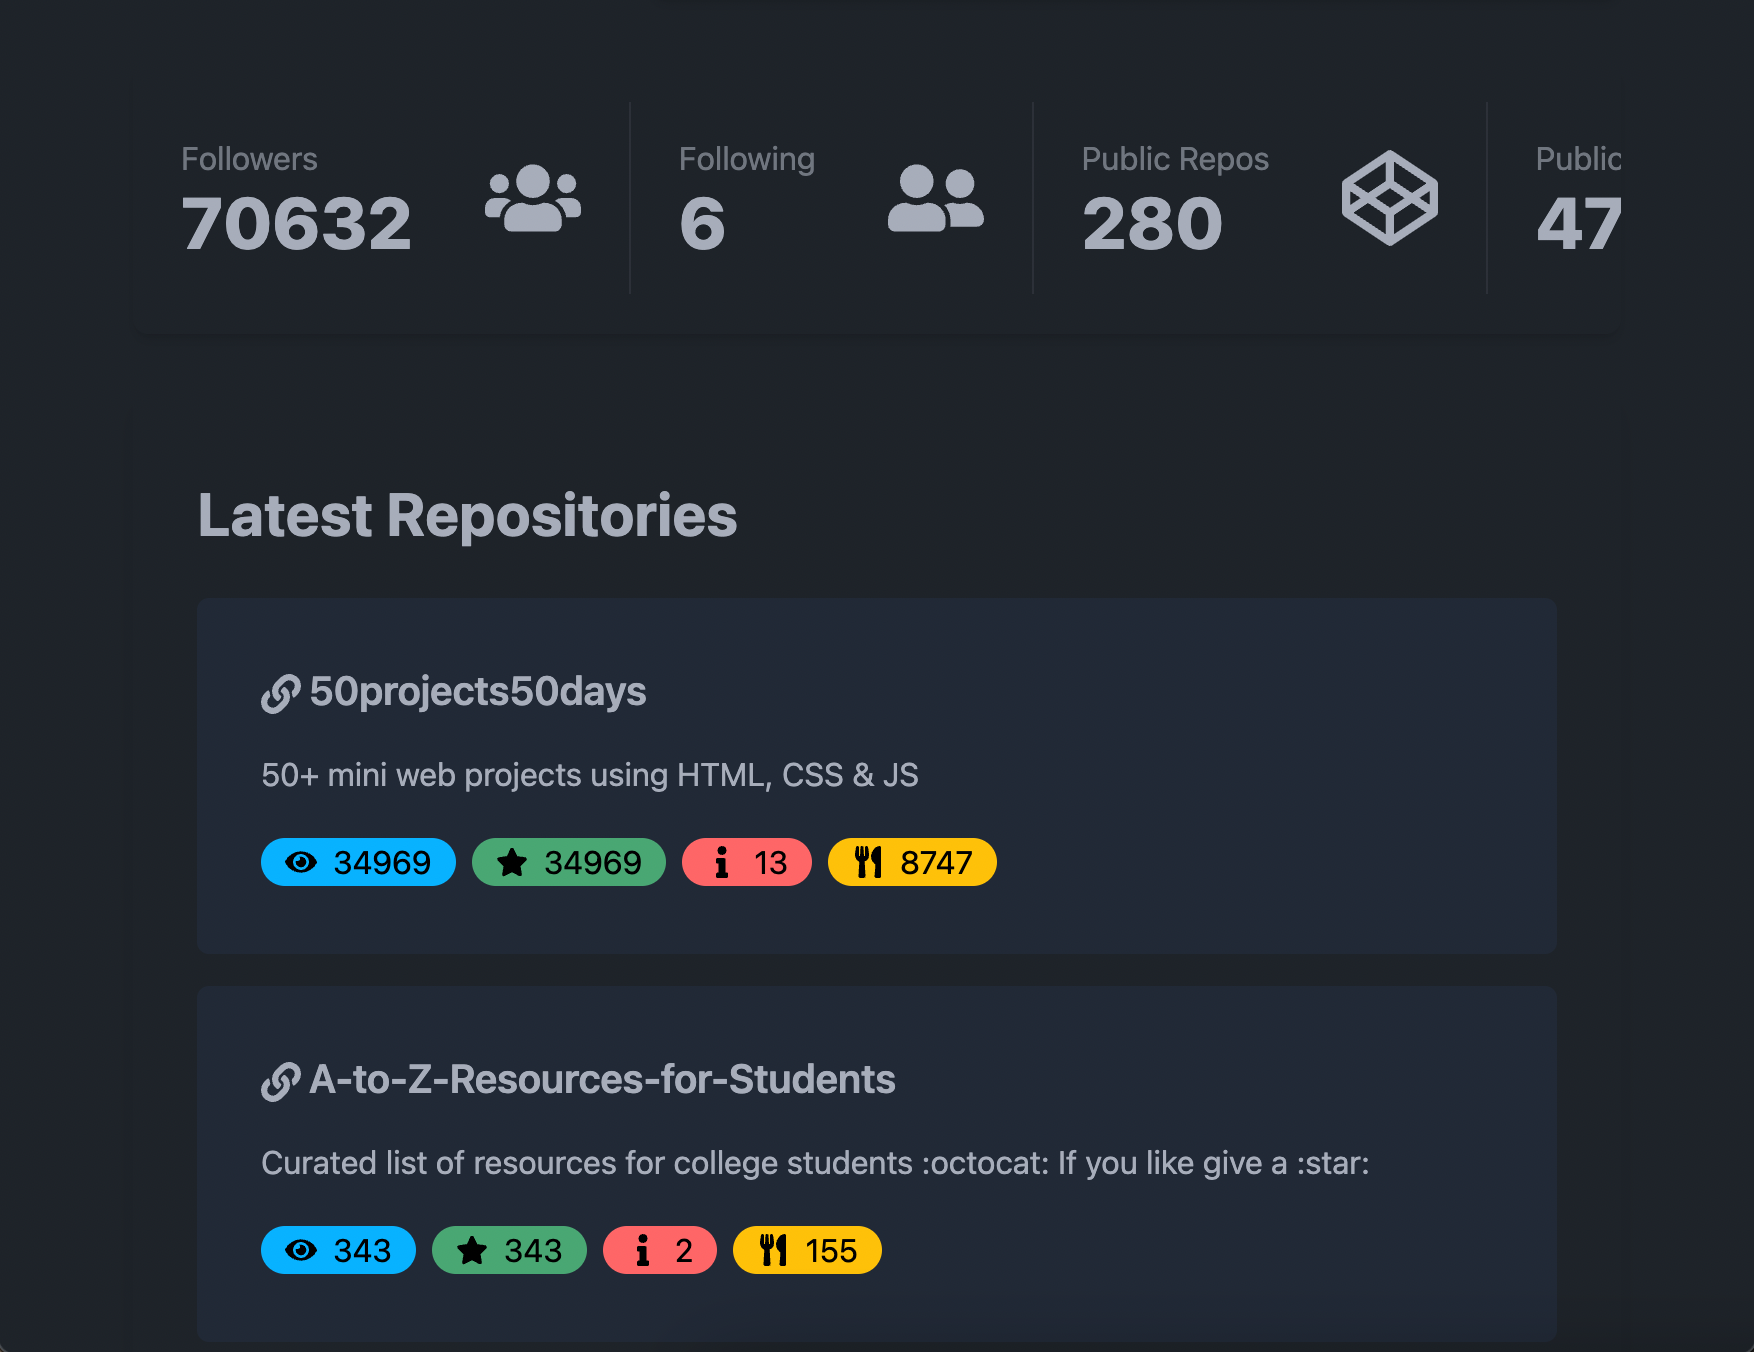 Followers
70632
Following
6
Public Repos
280
Public
47
Latest Repositories
50projects50days
50+ mini web projects using HTML, CSS & JS
34969 34969 13 8747
A-to-Z-Resources-for-Students
Curated list of resources for college students :octocat: If you like give a :star:
343 343 2 155